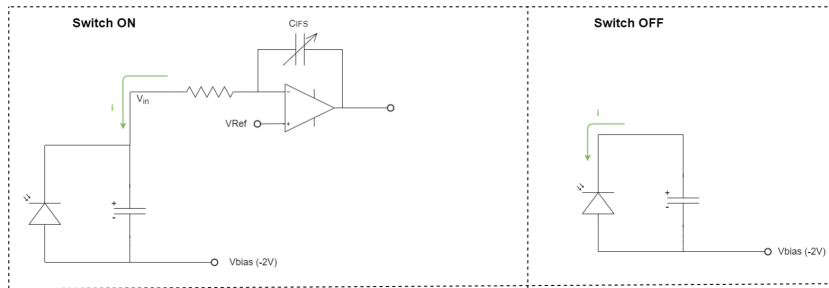 Switch ON
CIFS
i
Vin
-
VRef
+
+
-
Vbias (-2V)
Switch OFF
i
+
-
Vbias (-2V)